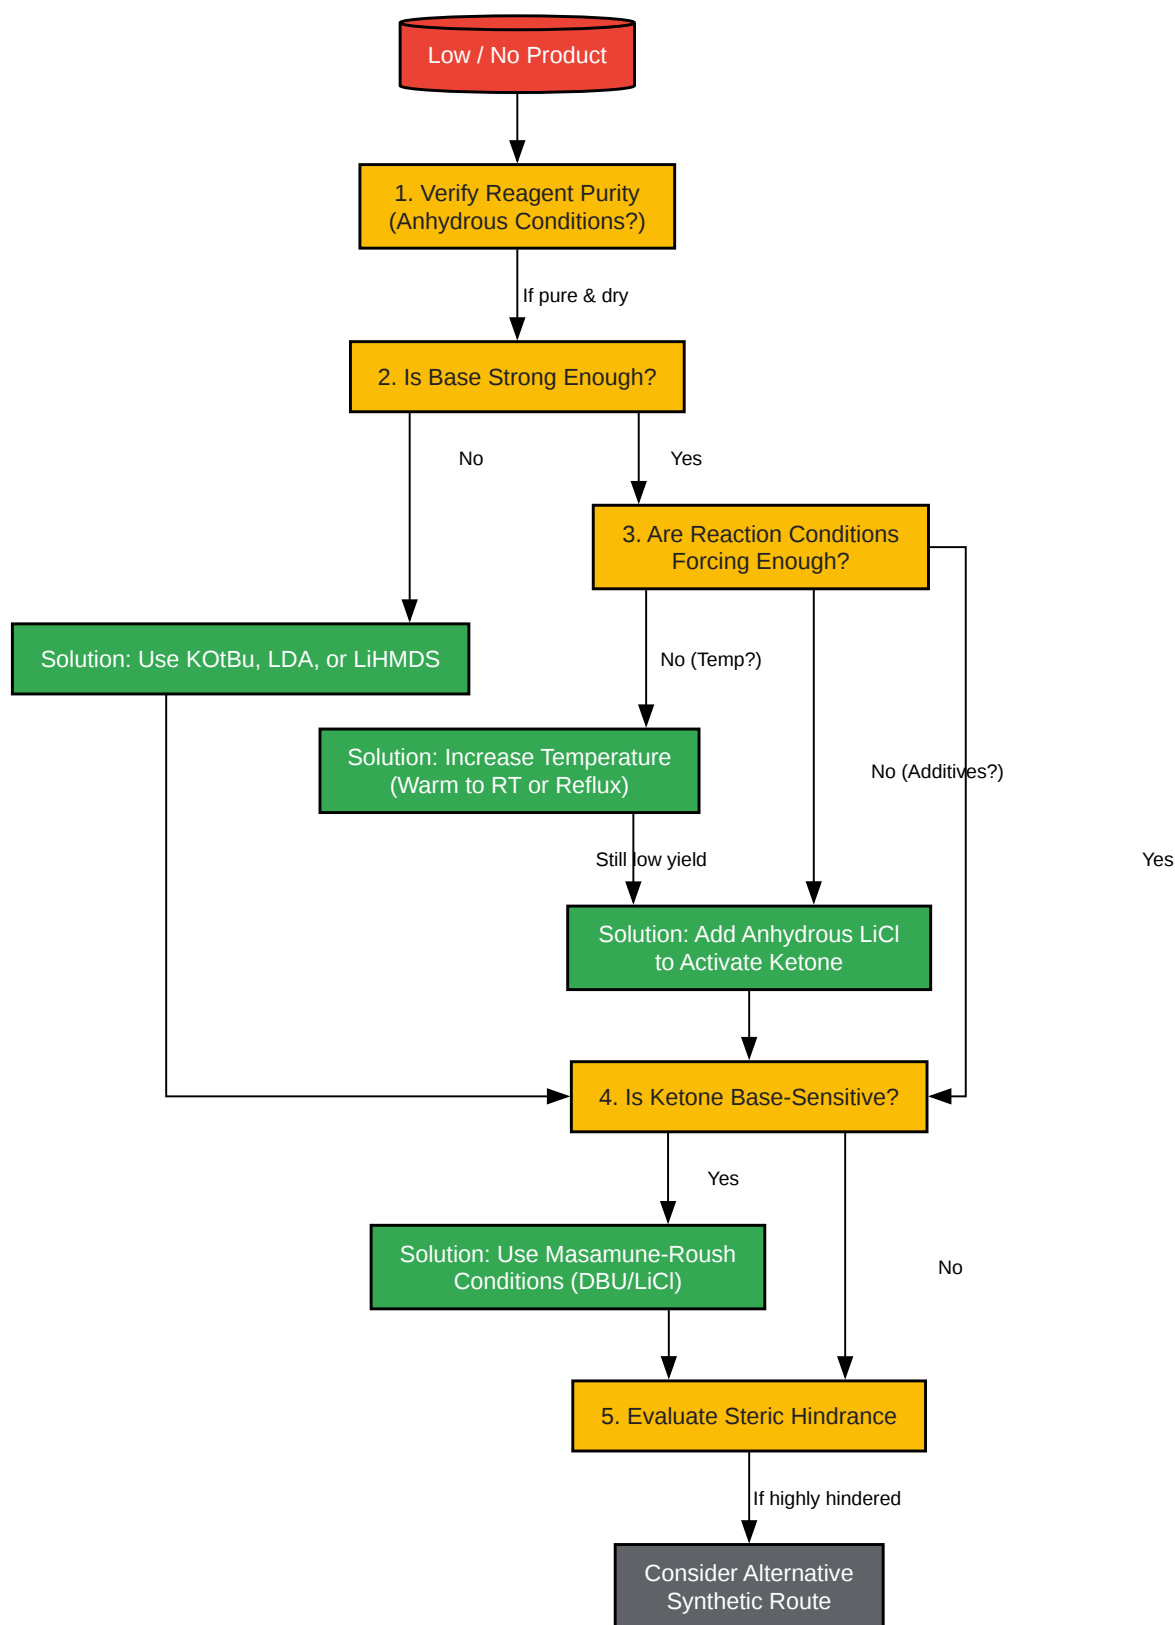 Low / No Product
1. Verify Reagent Purity
(Anhydrous Conditions?)
If pure & dry
2. Is Base Strong Enough?
No
Yes
3. Are Reaction Conditions
Forcing Enough?
Solution: Use KOtBu, LDA, or LiHMDS
No (Temp?)
Solution: Increase Temperature
(Warm to RT or Reflux)
No (Additives?)
Still low yield
Yes
Solution: Add Anhydrous LiCl
to Activate Ketone
4. Is Ketone Base-Sensitive?
Yes
Solution: Use Masamune-Roush
Conditions (DBU/LiCl)
No
5. Evaluate Steric Hindrance
If highly hindered
Consider Alternative
Synthetic Route